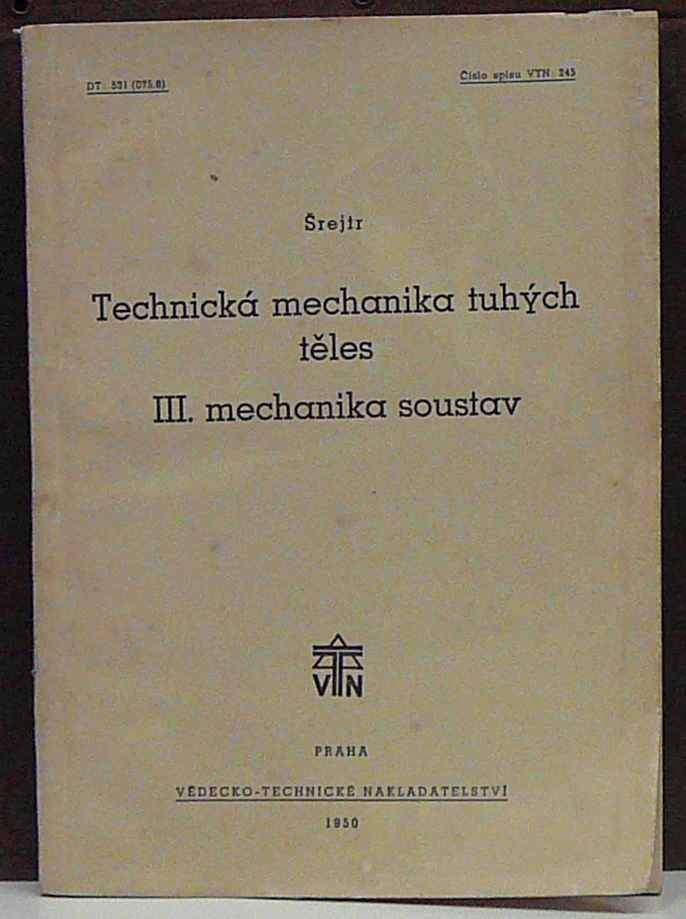 DT: 531 (075.8)
Číslo spisu VTN: 245
Šrejtr
Technická mechanika tuhých
těles
III. mechanika soustav
VTN
PRAHA
VĚDECKO-TECHNICKÉ NAKLADATELSTVÍ
1950